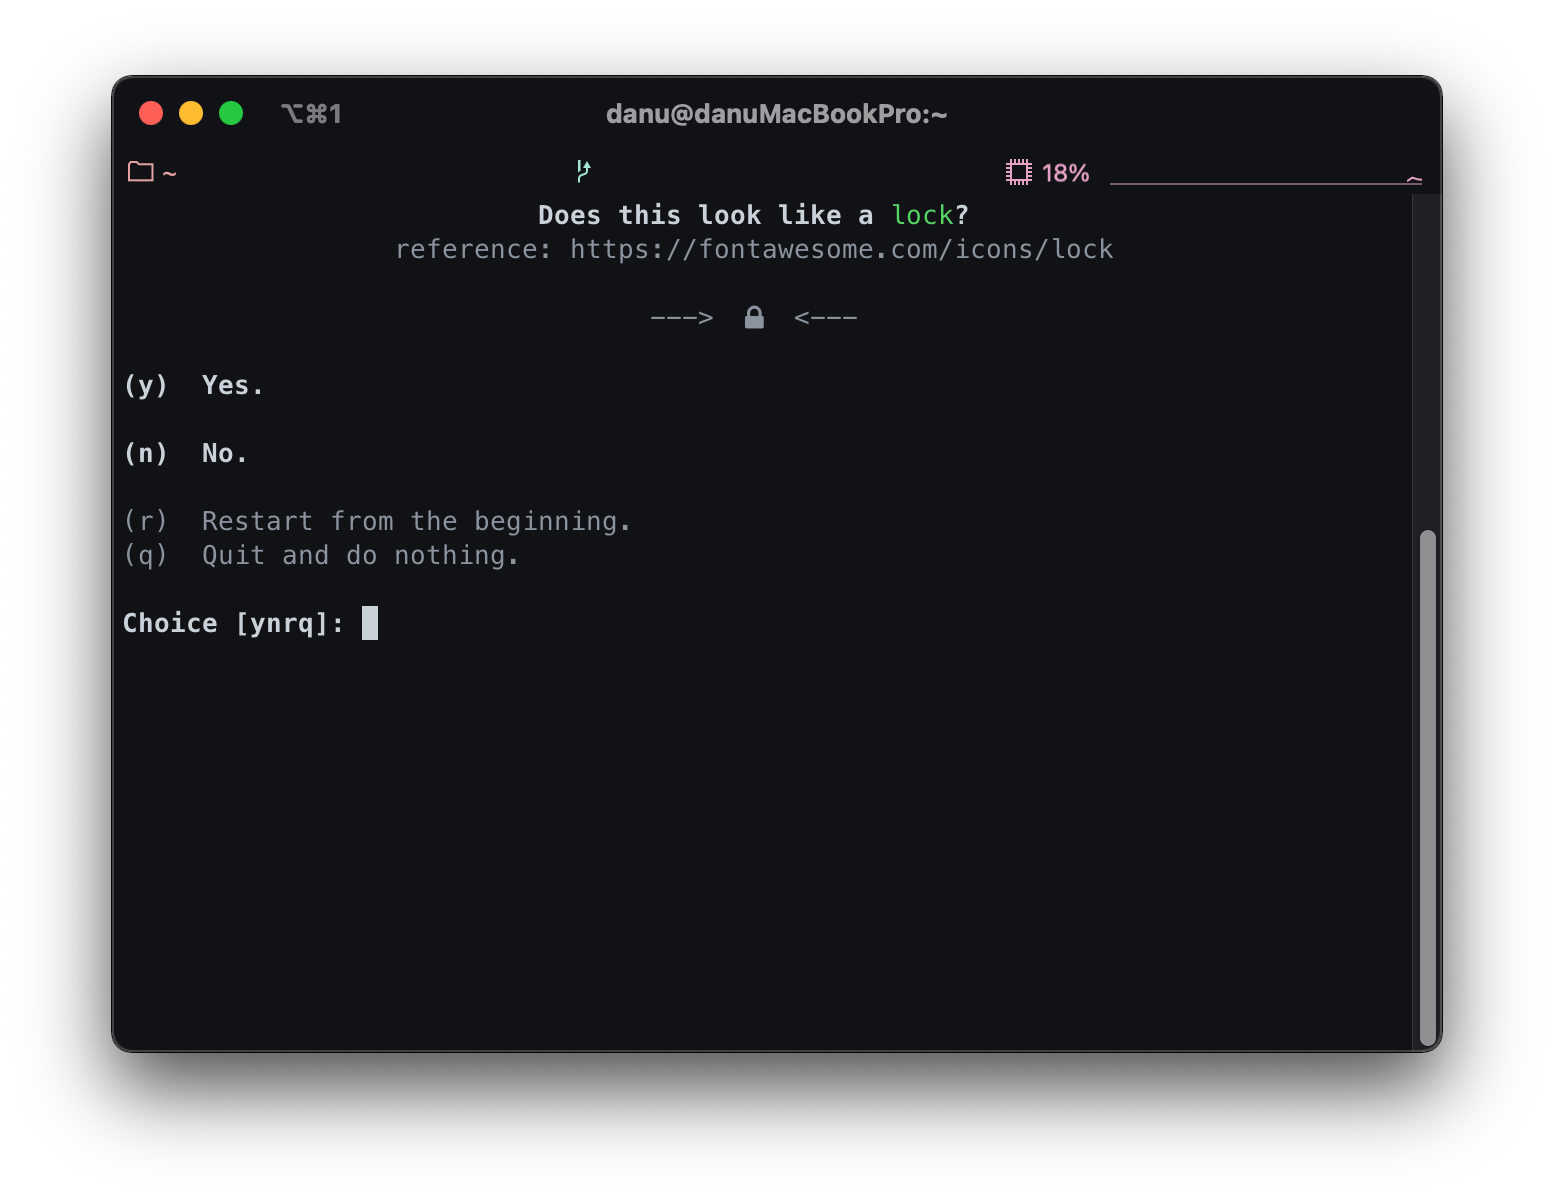 ⌥⌘1
danu@danuMacBookPro:~
~
18%
Does this look like a lock?
reference: https://fontawesome.com/icons/lock
---> <---
(y) Yes.
(n) No.
(r) Restart from the beginning.
(q) Quit and do nothing.
Choice [ynrq]: